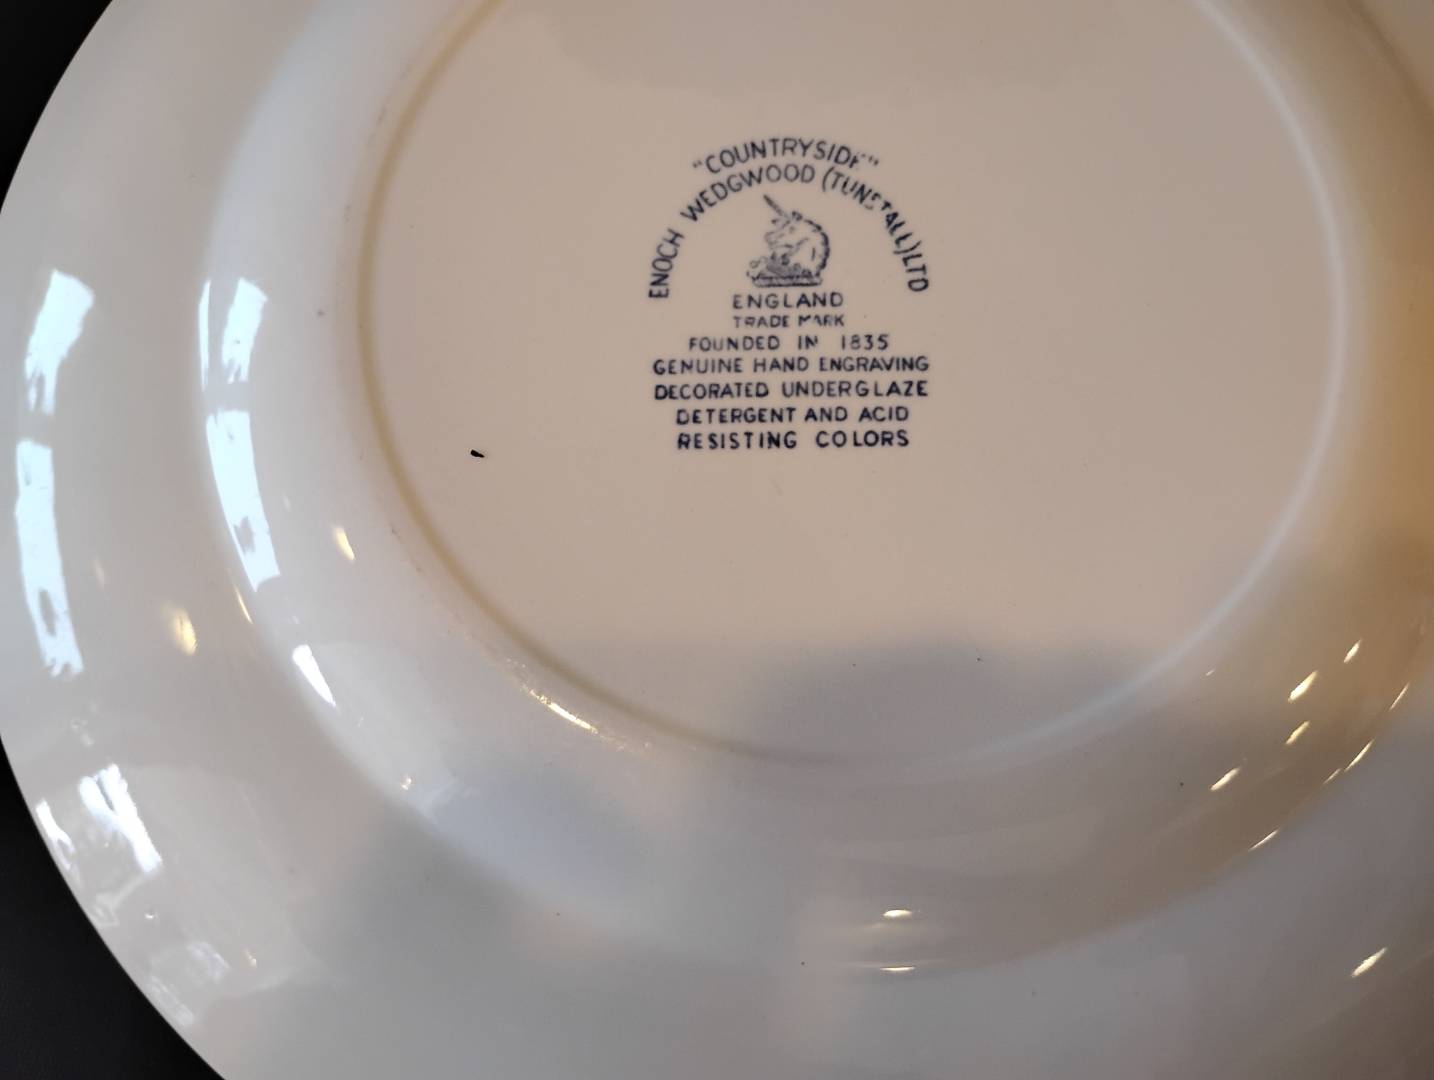 "COUNTRYSIDE"
ENOCH WEDGWOOD (TUNSTALL) LTD
ENGLAND
TRADE MARK
FOUNDED IN 1835
GENUINE HAND ENGRAVING
DECORATED UNDERGLAZE
DETERGENT AND ACID
RESISTING COLORS